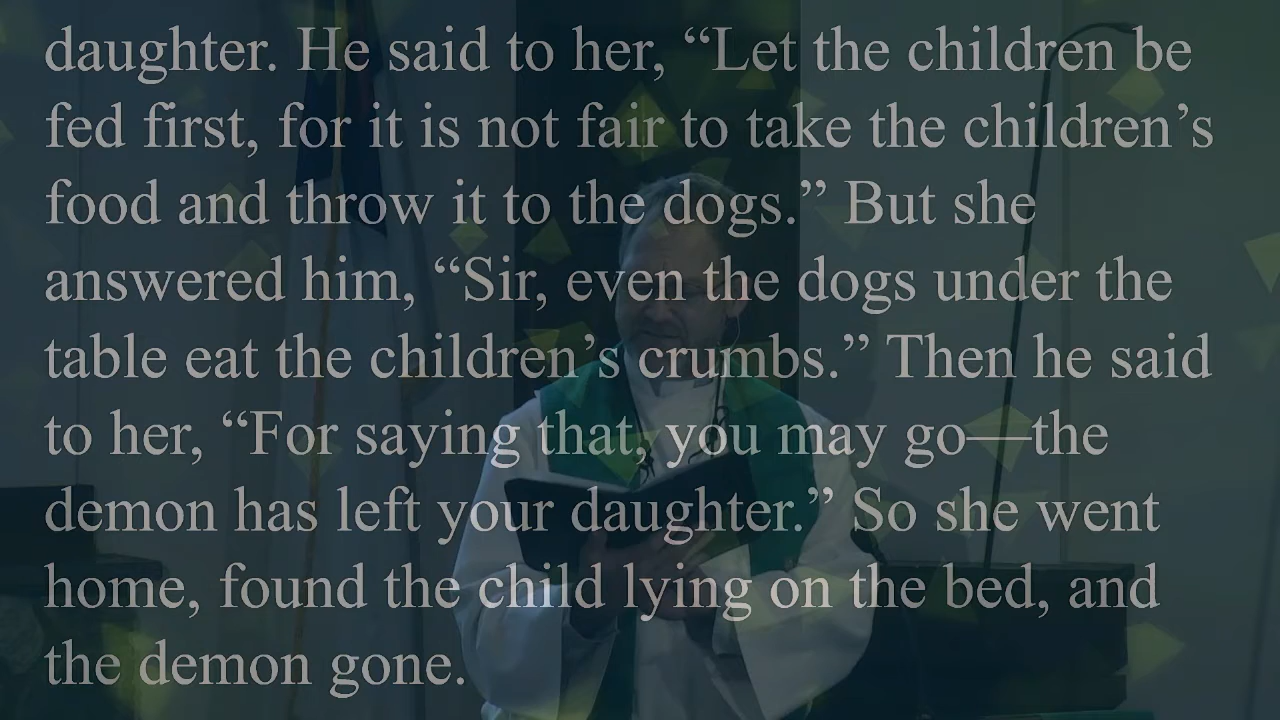 daughter. He said to her, “Let the children be
fed first, for it is not fair to take the children’s
food and throw it to the dogs.” But she
answered him, “Sir, even the dogs under the
table eat the children’s crumbs.” Then he said
to her, “For saying that, you may go—the
demon has left your daughter.” So she went
home, found the child lying on the bed, and
the demon gone.